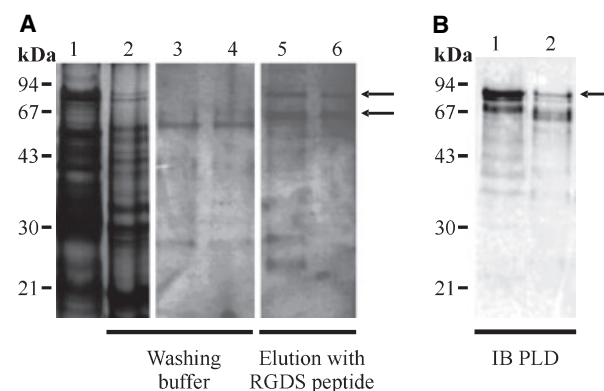 A
kDa
1 2 3 4 5 6
94
67
43
30
21
Washing
buffer
Elution with
RGDS peptide
B
kDa
1 2
94
67
43
30
21
IB PLD